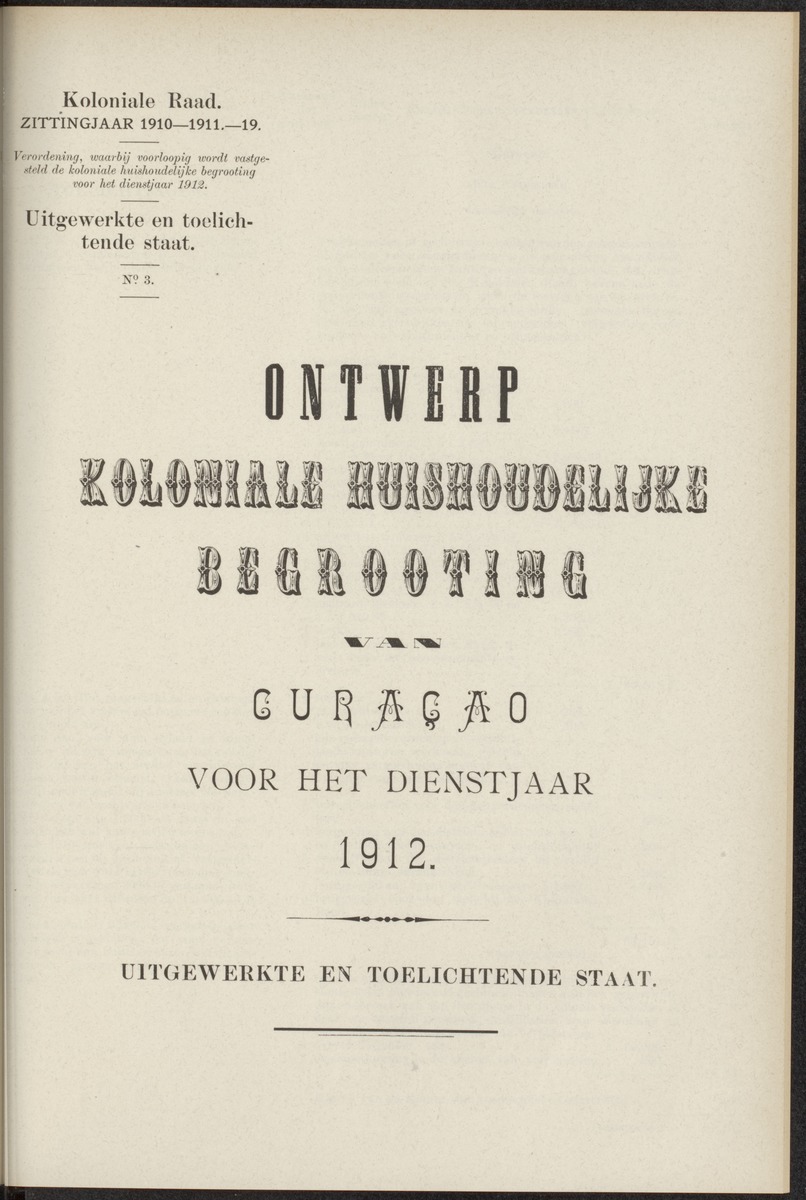 Koloniale Raad.
ZITTINGJAAR 1910—1911.—19.
Verordening, waarbij voorloopig wordt vastge-
steld de koloniale huishoudelijke begrooting
voor het dienstjaar 1912.
Uitgewerkte en toelich-
tende staat.
Nº 3.
ONTWERP
KOLONIALE HUISHOUDELIJKE
BEGROOTING
VAN
CURAÇAO
VOOR HET DIENSTJAAR
1912.
UITGEWERKTE EN TOELICHTENDE STAAT.